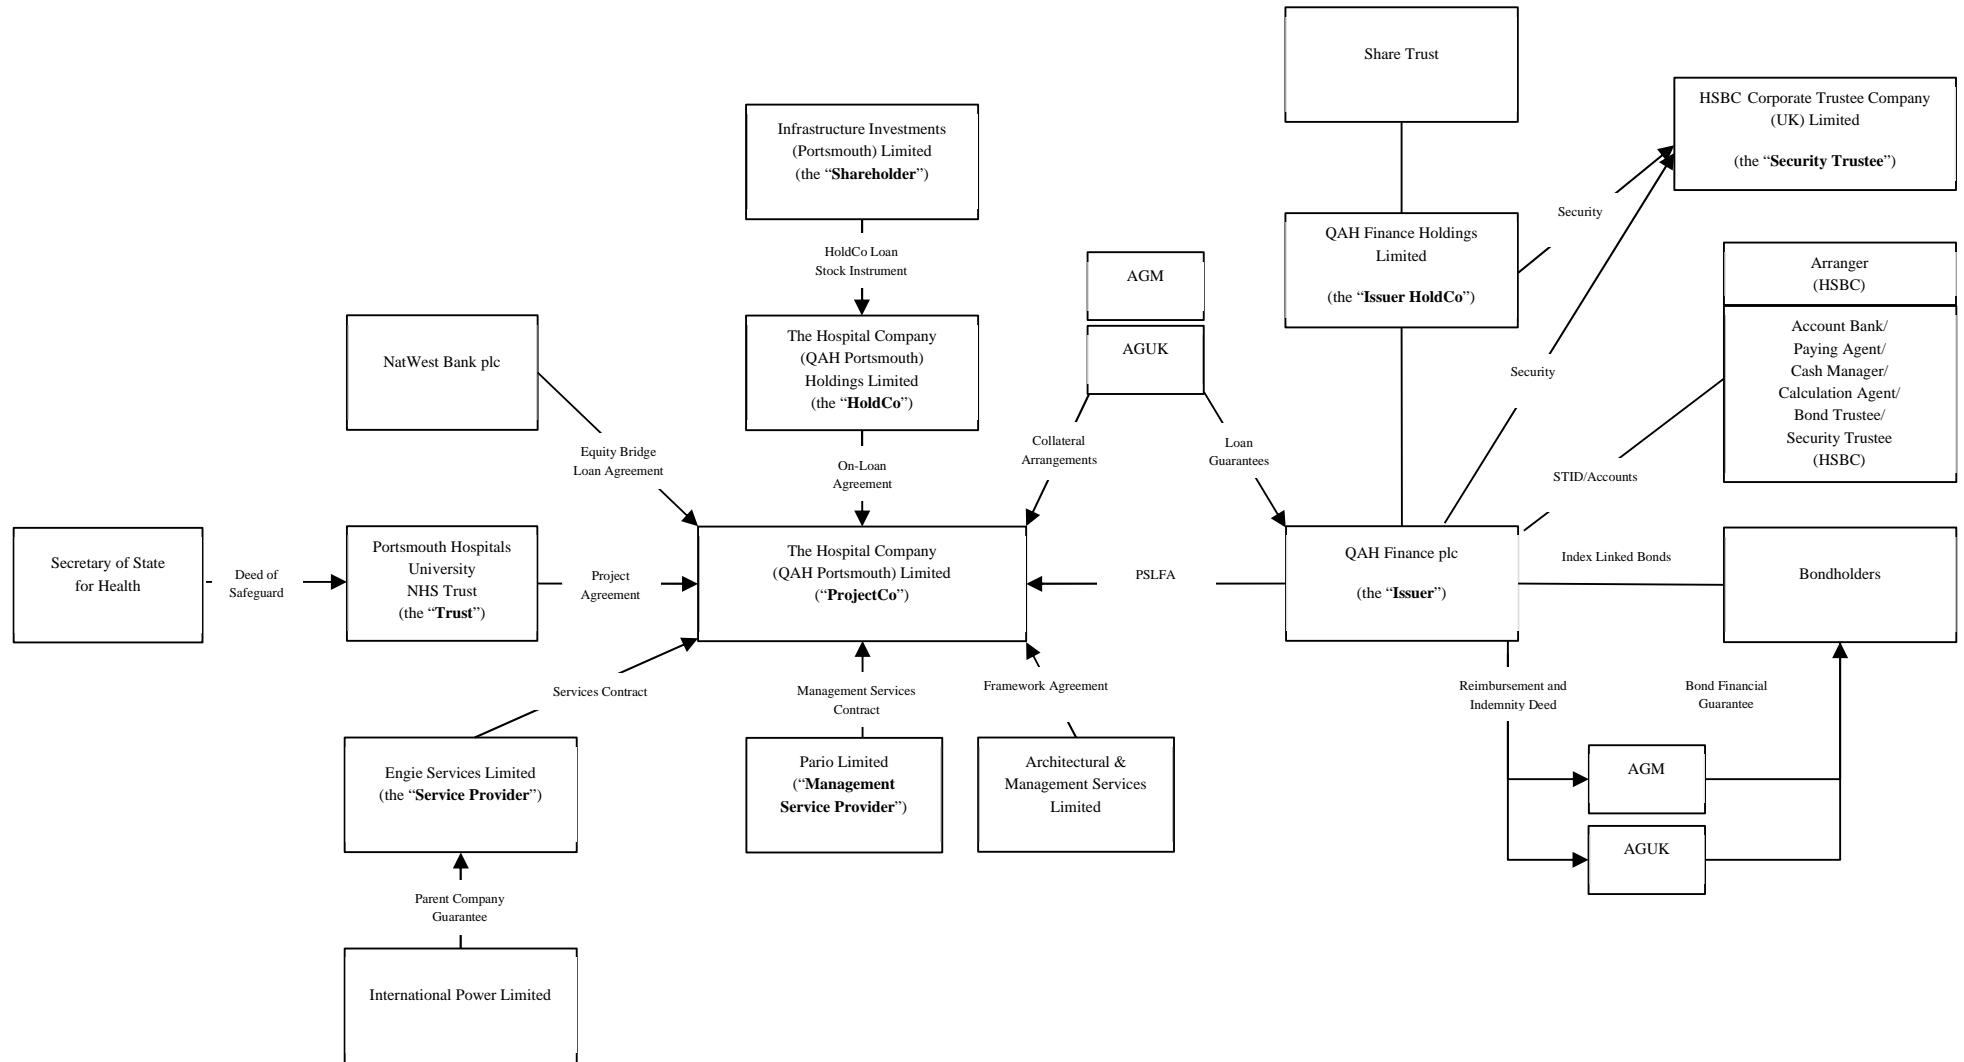 Share Trust
HSBC Corporate Trustee Company
(UK) Limited
(the “Security Trustee”)
Infrastructure Investments
(Portsmouth) Limited
(the “Shareholder”)
Security
QAH Finance Holdings
Limited
(the “Issuer HoldCo”)
HoldCo Loan
Stock Instrument
AGM
Arranger
(HSBC)
Account Bank/
Paying Agent/
Cash Manager/
Calculation Agent/
Bond Trustee/
Security Trustee
(HSBC)
NatWest Bank plc
The Hospital Company
(QAH Portsmouth)
Holdings Limited
(the “HoldCo”)
AGUK
Security
Equity Bridge
Loan Agreement
On-Loan
Agreement
Collateral
Arrangements
Loan
Guarantees
STID/Accounts
Secretary of State
for Health
Deed of
Safeguard
Portsmouth Hospitals
University
NHS Trust
(the “Trust”)
Project
Agreement
The Hospital Company
(QAH Portsmouth) Limited
(“ProjectCo”)
PSLFA
QAH Finance plc
(the “Issuer”)
Index Linked Bonds
Bondholders
Services Contract
Management Services
Contract
Framework Agreement
Reimbursement and
Indemnity Deed
Bond Financial
Guarantee
Engie Services Limited
(the “Service Provider”)
Pario Limited
(“Management
Service Provider”)
Architectural &
Management Services
Limited
AGM
AGUK
Parent Company
Guarantee
International Power Limited